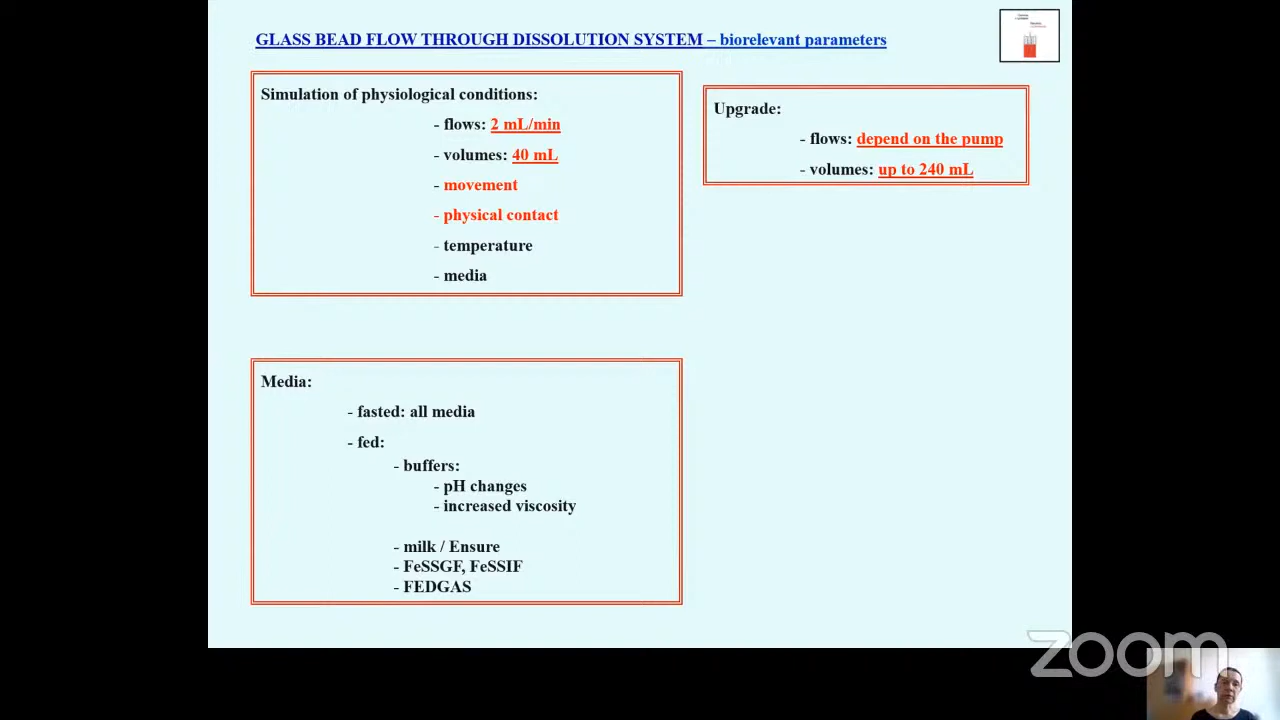 GLASS BEAD FLOW THROUGH DISSOLUTION SYSTEM – biorelevant parameters
Simulation of physiological conditions:
- flows: 2 mL/min
- volumes: 40 mL
- movement
- physical contact
- temperature
- media
Upgrade:
- flows: depend on the pump
- volumes: up to 240 mL
Media:
- fasted: all media
- fed:
- buffers:
- pH changes
- increased viscosity
- milk / Ensure
- FeSSGF, FeSSIF
- FEDGAS
zoom